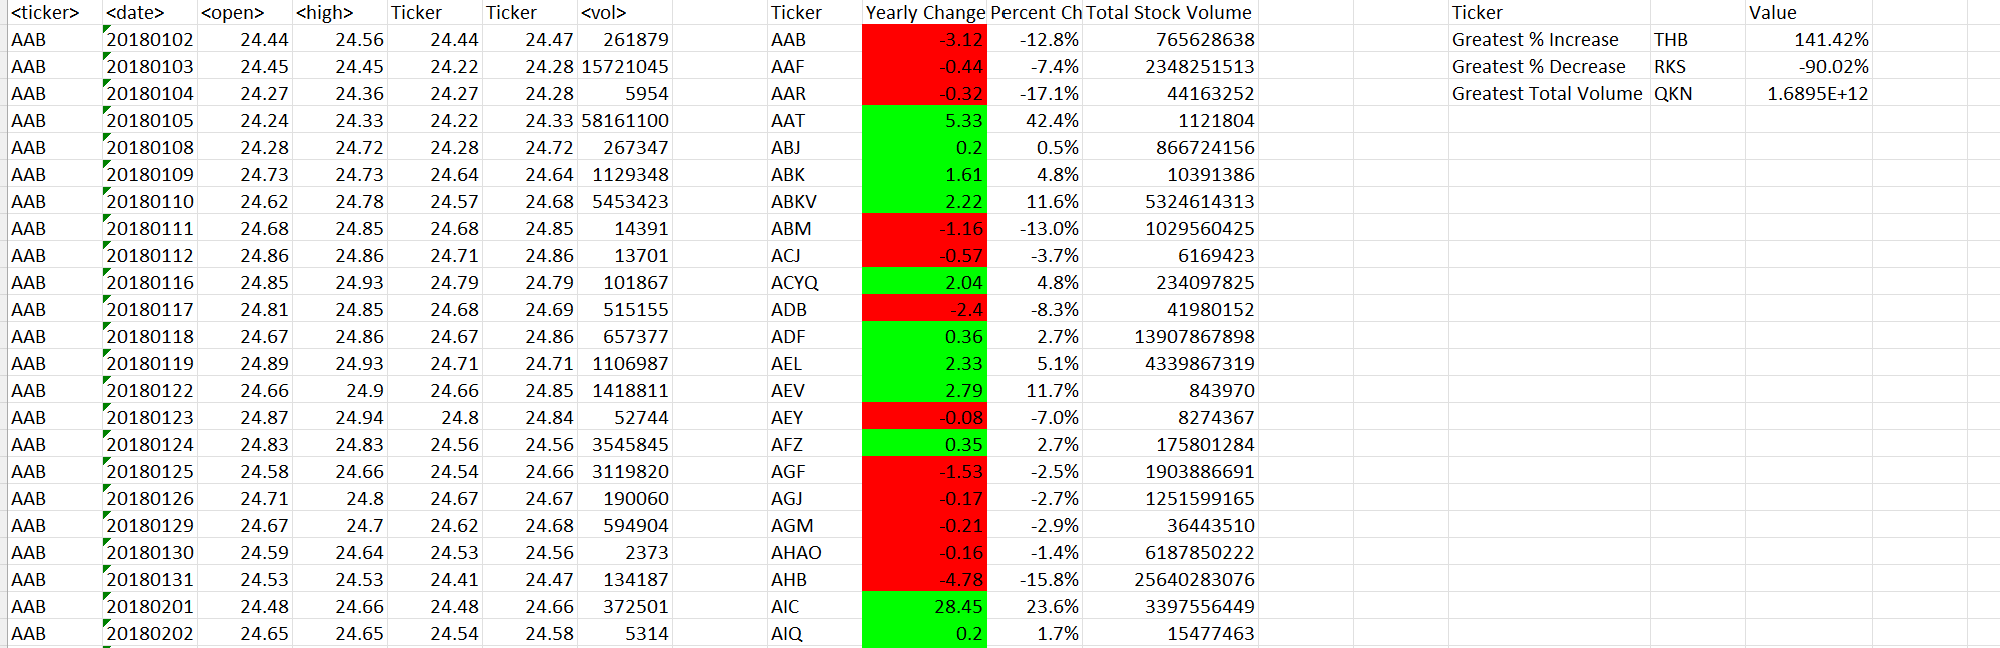 <ticker> <date> <open> <high> Ticker Ticker <vol> Ticker Yearly Change Percent Ch Total Stock Volume Ticker Value
AAB 20180102 24.44 24.56 24.44 24.47 261879 AAB -3.12 -12.8% 765628638 Greatest % Increase THB 141.42%
AAB 20180103 24.45 24.45 24.22 24.28 15721045 AAF -0.44 -7.4% 2348251513 Greatest % Decrease RKS -90.02%
AAB 20180104 24.27 24.36 24.27 24.28 5954 AAR -0.32 -17.1% 44163252 Greatest Total Volume QKN 1.6895E+12
AAB 20180105 24.24 24.33 24.22 24.33 58161100 AAT 5.33 42.4% 1121804
AAB 20180108 24.28 24.72 24.28 24.72 267347 ABJ 0.2 0.5% 866724156
AAB 20180109 24.73 24.73 24.64 24.64 1129348 ABK 1.61 4.8% 10391386
AAB 20180110 24.62 24.78 24.57 24.68 5453423 ABKV 2.22 11.6% 5324614313
AAB 20180111 24.68 24.85 24.68 24.85 14391 ABM -1.16 -13.0% 1029560425
AAB 20180112 24.86 24.86 24.71 24.86 13701 ACJ -0.57 -3.7% 6169423
AAB 20180116 24.85 24.93 24.79 24.79 101867 ACYQ 2.04 4.8% 234097825
AAB 20180117 24.81 24.85 24.68 24.69 515155 ADB -2.4 -8.3% 41980152
AAB 20180118 24.67 24.86 24.67 24.86 657377 ADF 0.36 2.7% 13907867898
AAB 20180119 24.89 24.93 24.71 24.71 1106987 AEL 2.33 5.1% 4339867319
AAB 20180122 24.66 24.9 24.66 24.85 1418811 AEV 2.79 11.7% 843970
AAB 20180123 24.87 24.94 24.8 24.84 52744 AEY -0.08 -7.0% 8274367
AAB 20180124 24.83 24.83 24.56 24.56 3545845 AFZ 0.35 2.7% 175801284
AAB 20180125 24.58 24.66 24.54 24.66 3119820 AGF -1.53 -2.5% 1903886691
AAB 20180126 24.71 24.8 24.67 24.67 190060 AGJ -0.17 -2.7% 1251599165
AAB 20180129 24.67 24.7 24.62 24.68 594904 AGM -0.21 -2.9% 36443510
AAB 20180130 24.59 24.64 24.53 24.56 2373 AHAO -0.16 -1.4% 6187850222
AAB 20180131 24.53 24.53 24.41 24.47 134187 AHB -4.78 -15.8% 25640283076
AAB 20180201 24.48 24.66 24.48 24.66 372501 AIC 28.45 23.6% 3397556449
AAB 20180202 24.65 24.65 24.54 24.58 5314 AIQ 0.2 1.7% 15477463